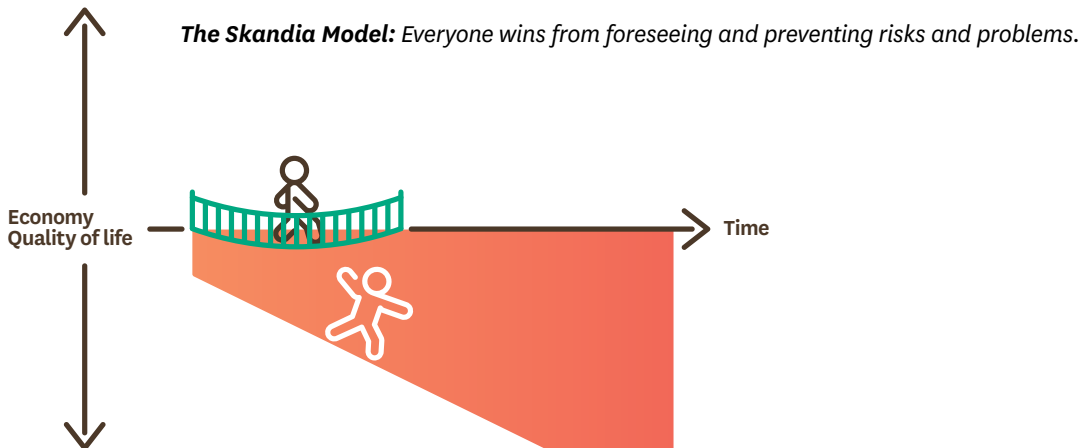 The Skandia Model: Everyone wins from foreseeing and preventing risks and problems.
Economy
Quality of life
Time